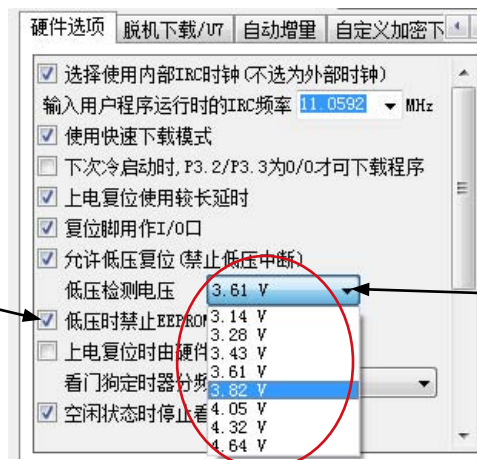 硬件选项 脱机下载/U7 自动增量 自定义加密下
选择使用内部IRC时钟(不选为外部时钟)
输入用户程序运行时的IRC频率 11.0592 MHz
使用快速下载模式
下次冷启动时,P3.2/P3.3为0/0才可下载程序
上电复位使用较长延时
复位脚用作I/O口
允许低压复位(禁止低压中断)
低压检测电压 3.61 V
低压时禁止EEPROM
3.14 V
3.28 V
上电复位时由硬件
3.43 V
3.61 V
看门狗定时器分频
3.82 V
4.05 V
空闲状态时停止看
4.32 V
4.64 V